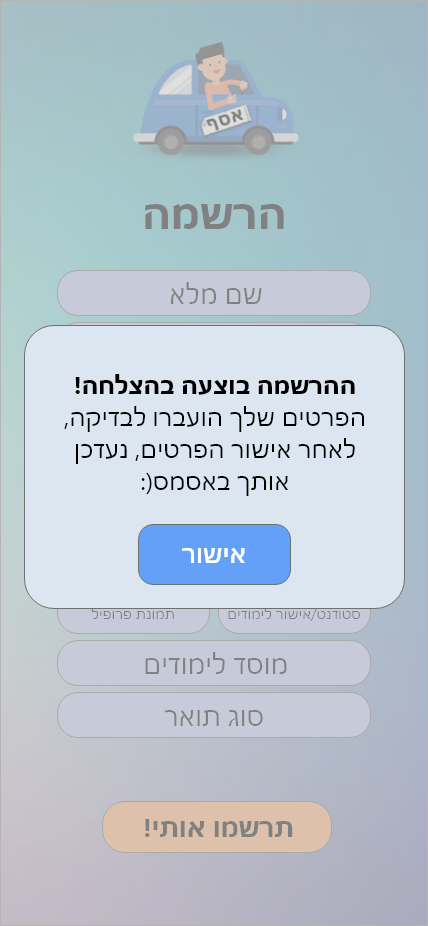 אסף
הרשמה
שם מלא
ההרשמה בוצעה בהצלחה!
הפרטים שלך הועברו לבדיקה,
לאחר אישור הפרטים, נעדכן
אותך באסמס(:
אישור
סטודנט/אישור לימודים
תמונת פרופיל
מוסד לימודים
סוג תואר
תרשמו אותי!